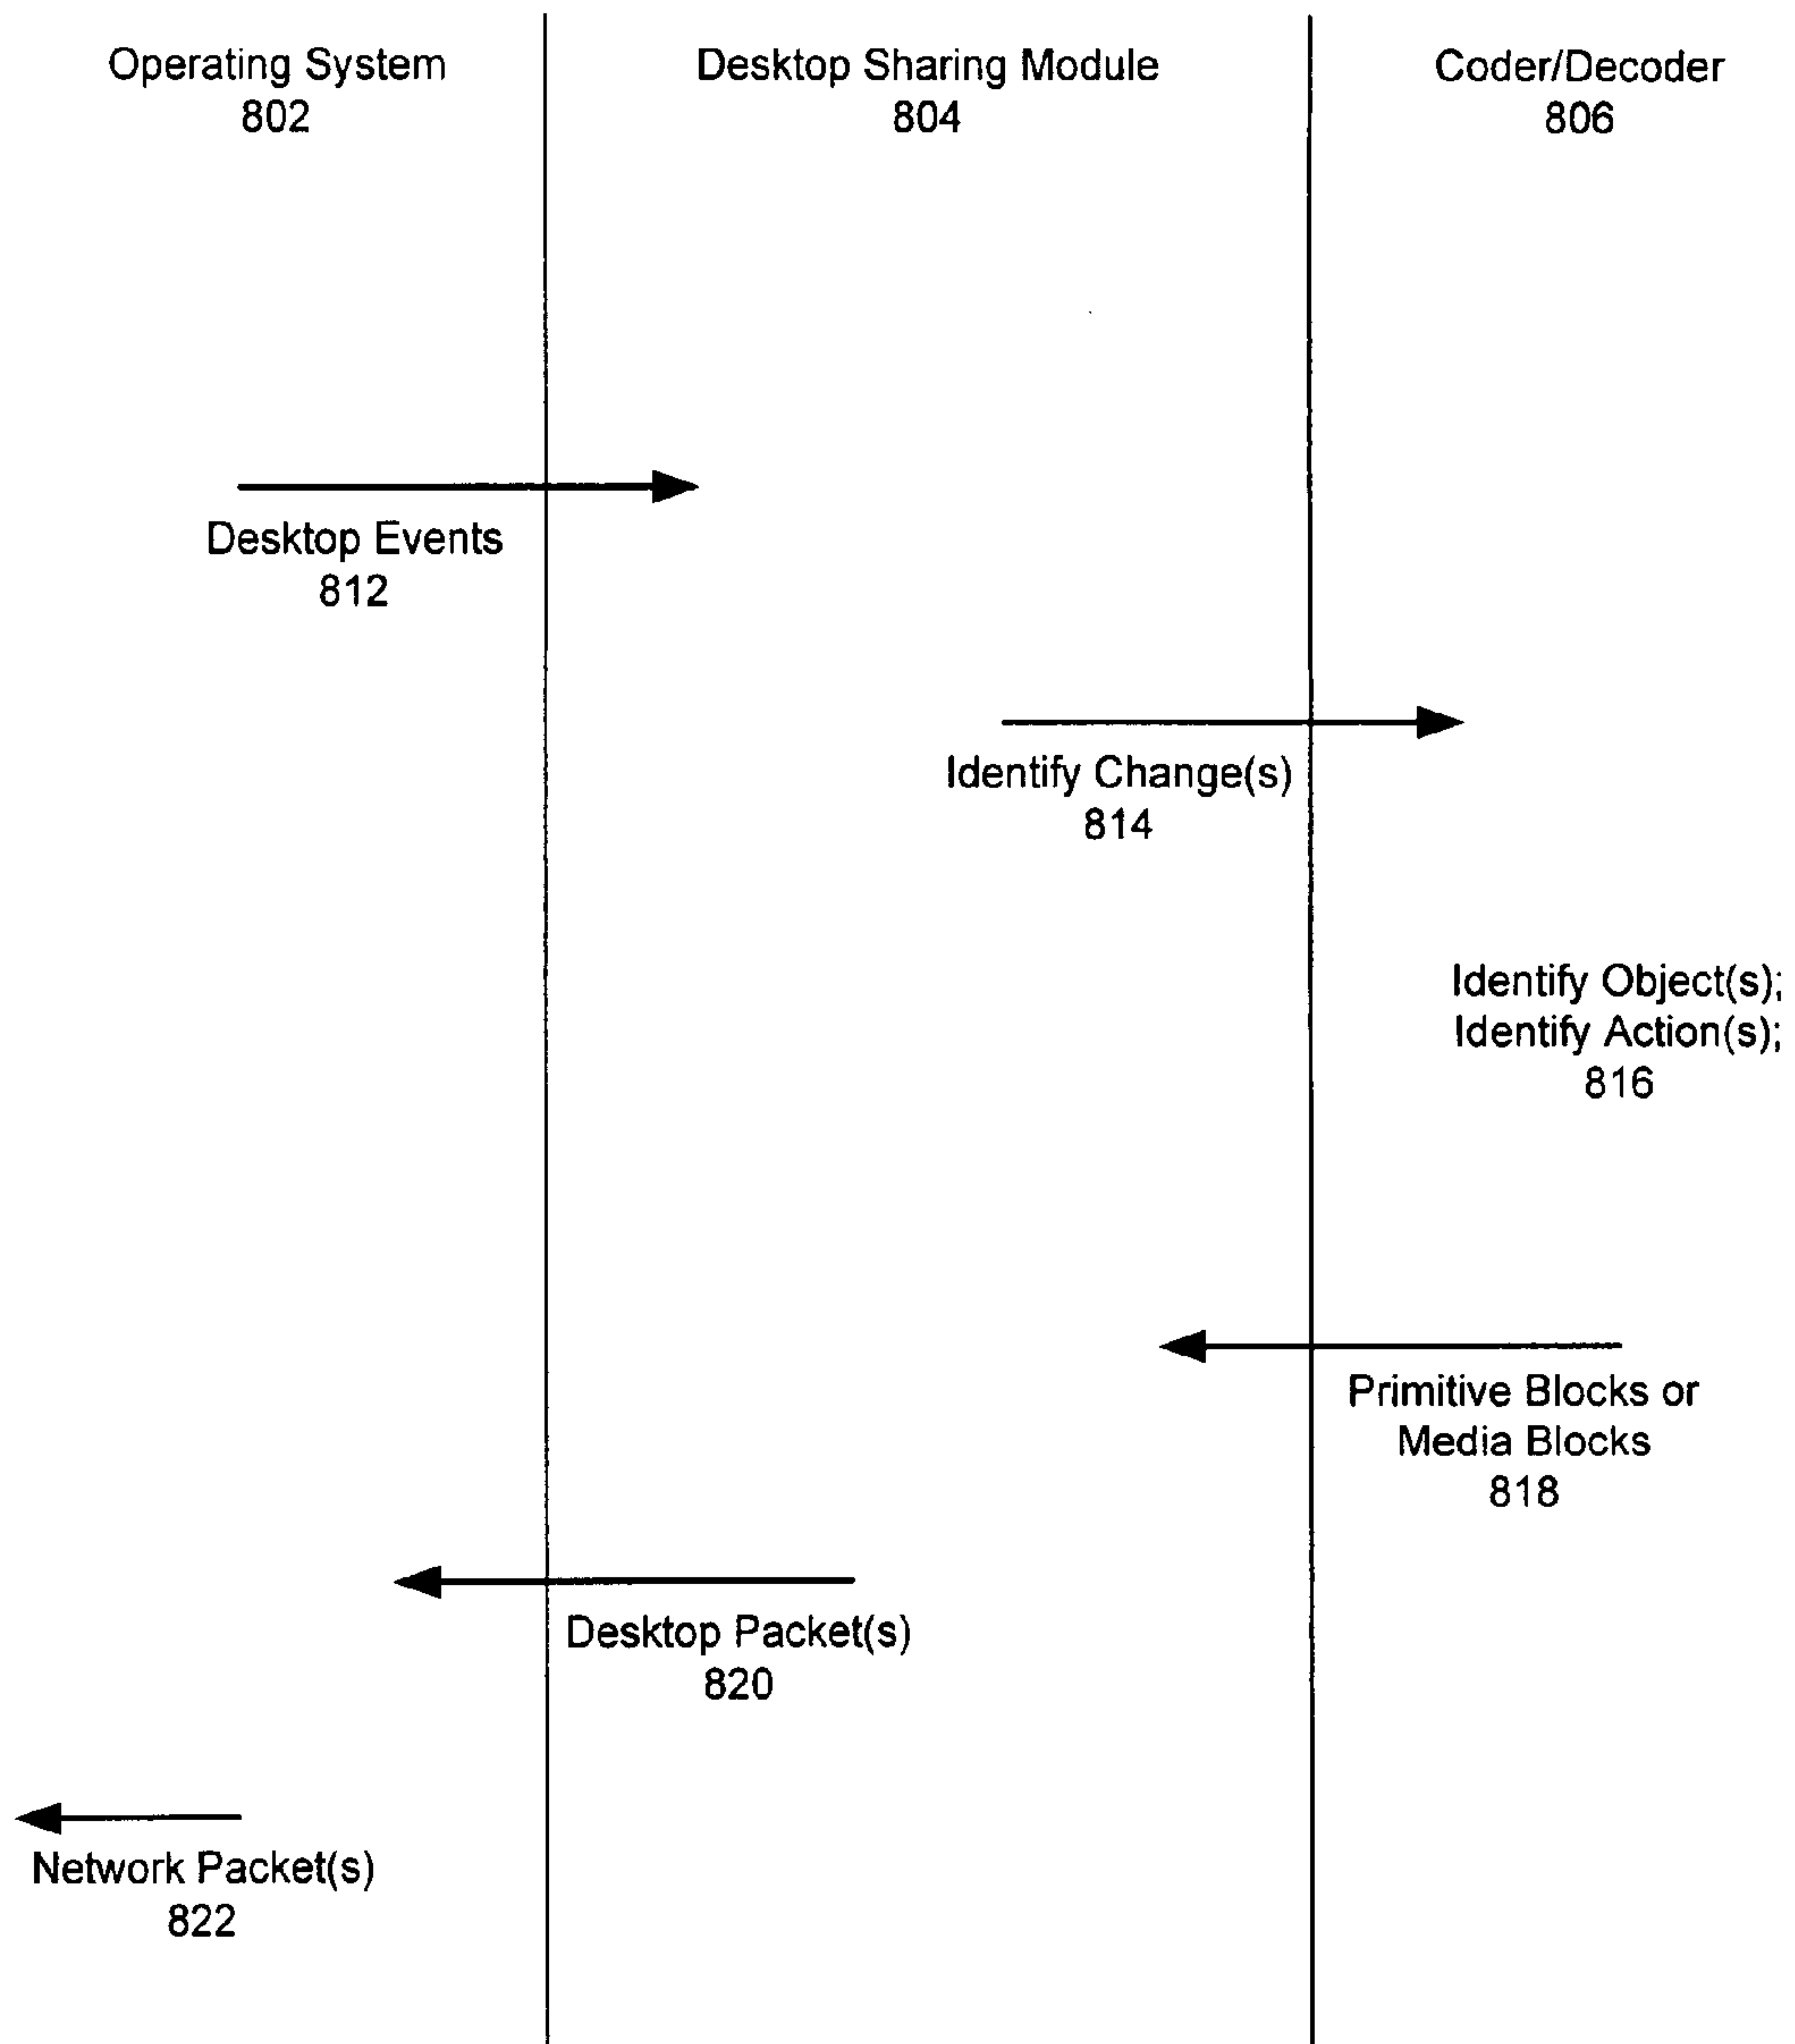 Operating System
802
Desktop Sharing Module
804
Coder/Decoder
806
Desktop Events
812
Identify Change(s)
814
Identify Object(s);
Identify Action(s);
816
Primitive Blocks or
Media Blocks
818
Desktop Packet(s)
820
Network Packet(s)
822